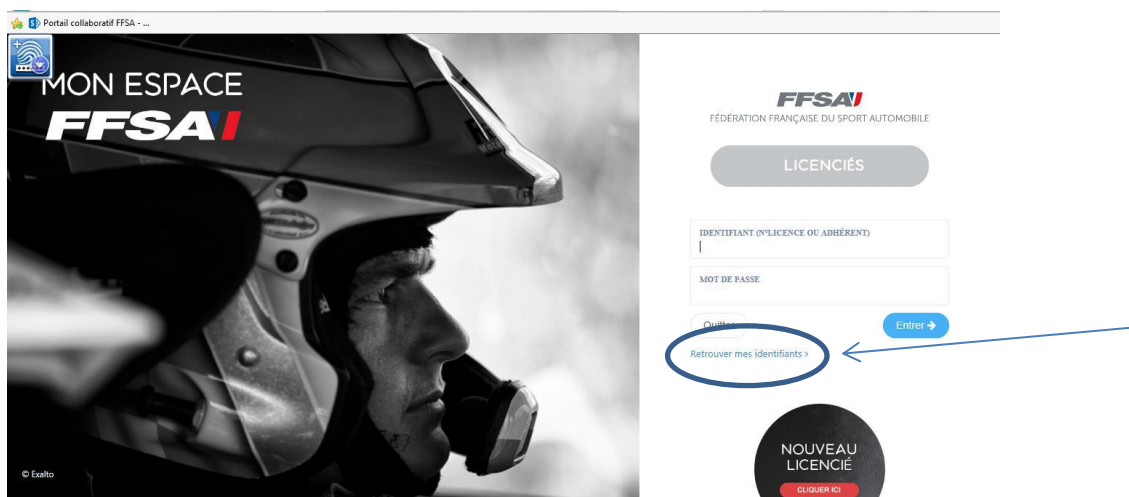 Portail collaboratif FFSA - ...
MON ESPACE
FFSA
FFSA
FÉDÉRATION FRANÇAISE DU SPORT AUTOMOBILE
LICENCIÉS
IDENTIFIANT (N°LICENCE OU ADHÉRENT)
MOT DE PASSE
Quitter
Entrer
Retrouver mes identifiants >
NOUVEAU
LICENCIÉ
CLIQUER ICI
© Exalto